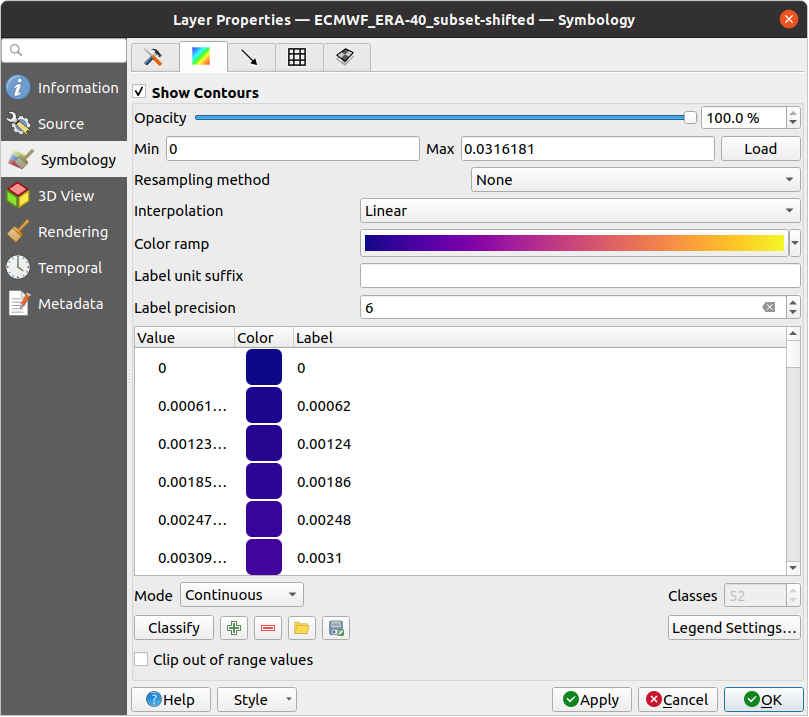 Layer Properties — ECMWF_ERA-40_subset-shifted — Symbology
Information
Source
Symbology
3D View
Rendering
Temporal
Metadata
Show Contours
Opacity 100.0 %
Min 0 Max 0.0316181 Load
Resampling method None
Interpolation Linear
Color ramp
Label unit suffix
Label precision 6
Value Color Label
0 0
0.00061… 0.00062
0.00123… 0.00124
0.00185… 0.00186
0.00247… 0.00248
0.00309… 0.0031
Mode Continuous Classes 52
Classify Legend Settings…
Clip out of range values
Help Style Apply Cancel OK